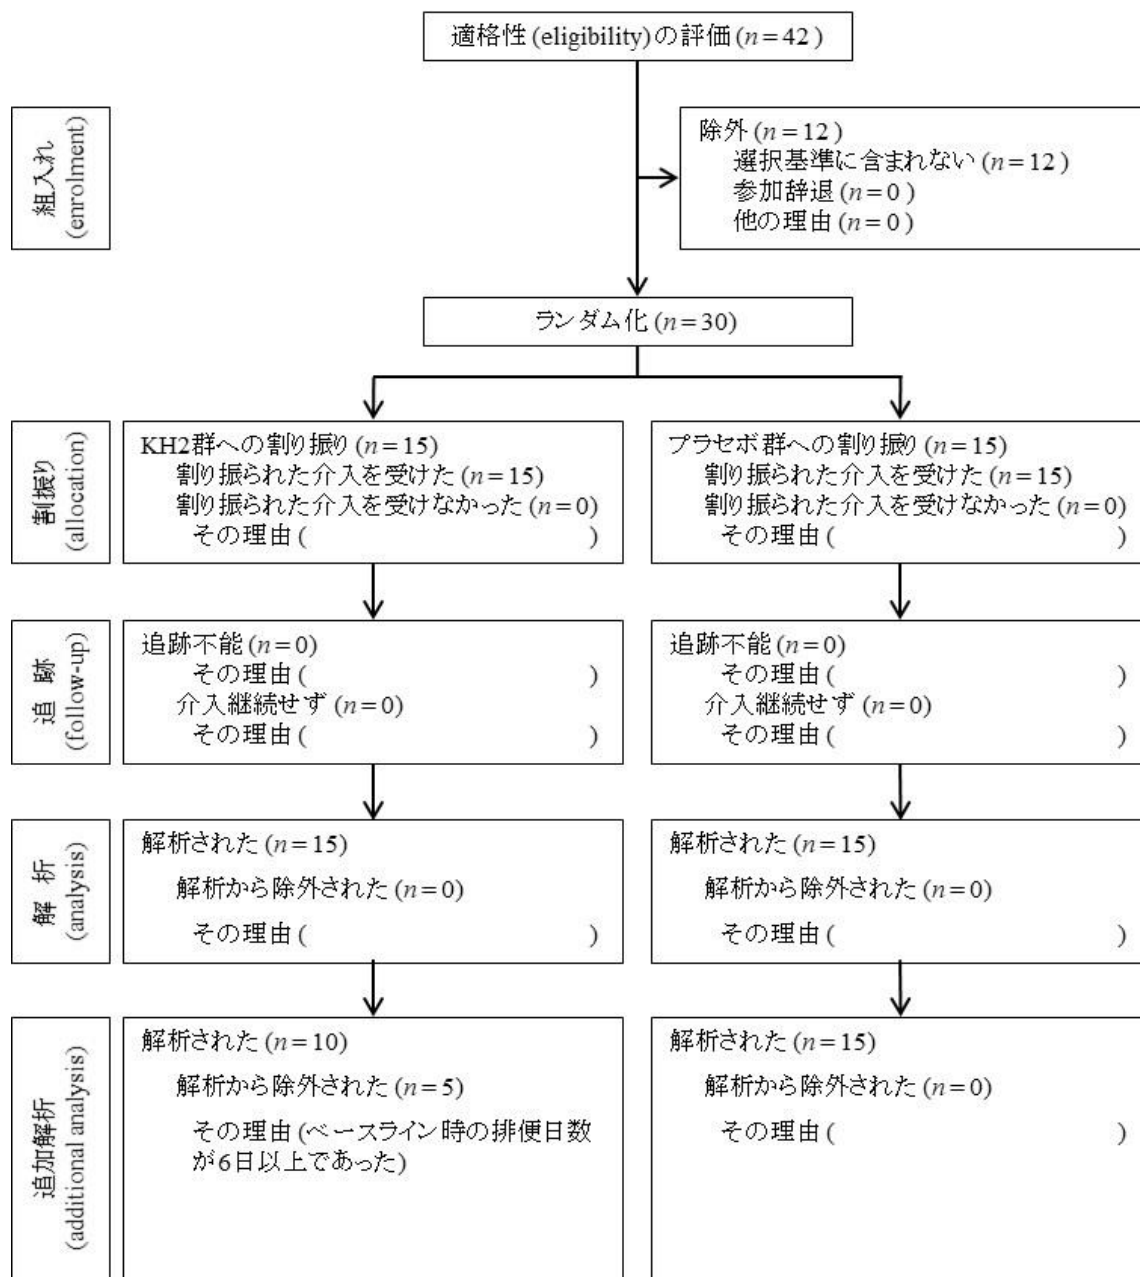 適格性(eligibility)の評価(n=42 )
組入れ
(enrolment)
除外(n=12)
選択基準に含まれない(n=12)
参加辞退(n=0 )
他の理由(n=0 )
ランダム化(n=30)
割振り
(allocation)
KH2群への割り振り(n=15)
割り振られた介入を受けた(n=15)
割り振られた介入を受けなかった(n=0)
その理由( )
プラセボ群への割り振り(n=15)
割り振られた介入を受けた(n=15)
割り振られた介入を受けなかった(n=0)
その理由( )
追 跡
(follow-up)
追跡不能(n=0)
その理由( )
介入継続せず(n=0)
その理由( )
追跡不能(n=0)
その理由( )
介入継続せず(n=0)
その理由( )
解 析
(analysis)
解析された(n=15)
解析から除外された(n=0)
その理由( )
解析された(n=15)
解析から除外された(n=0)
その理由( )
追加解析
(additional analysis)
解析された(n=10)
解析から除外された(n=5)
その理由(ベースライン時の排便日数
が6日以上であった)
解析された(n=15)
解析から除外された(n=0)
その理由( )